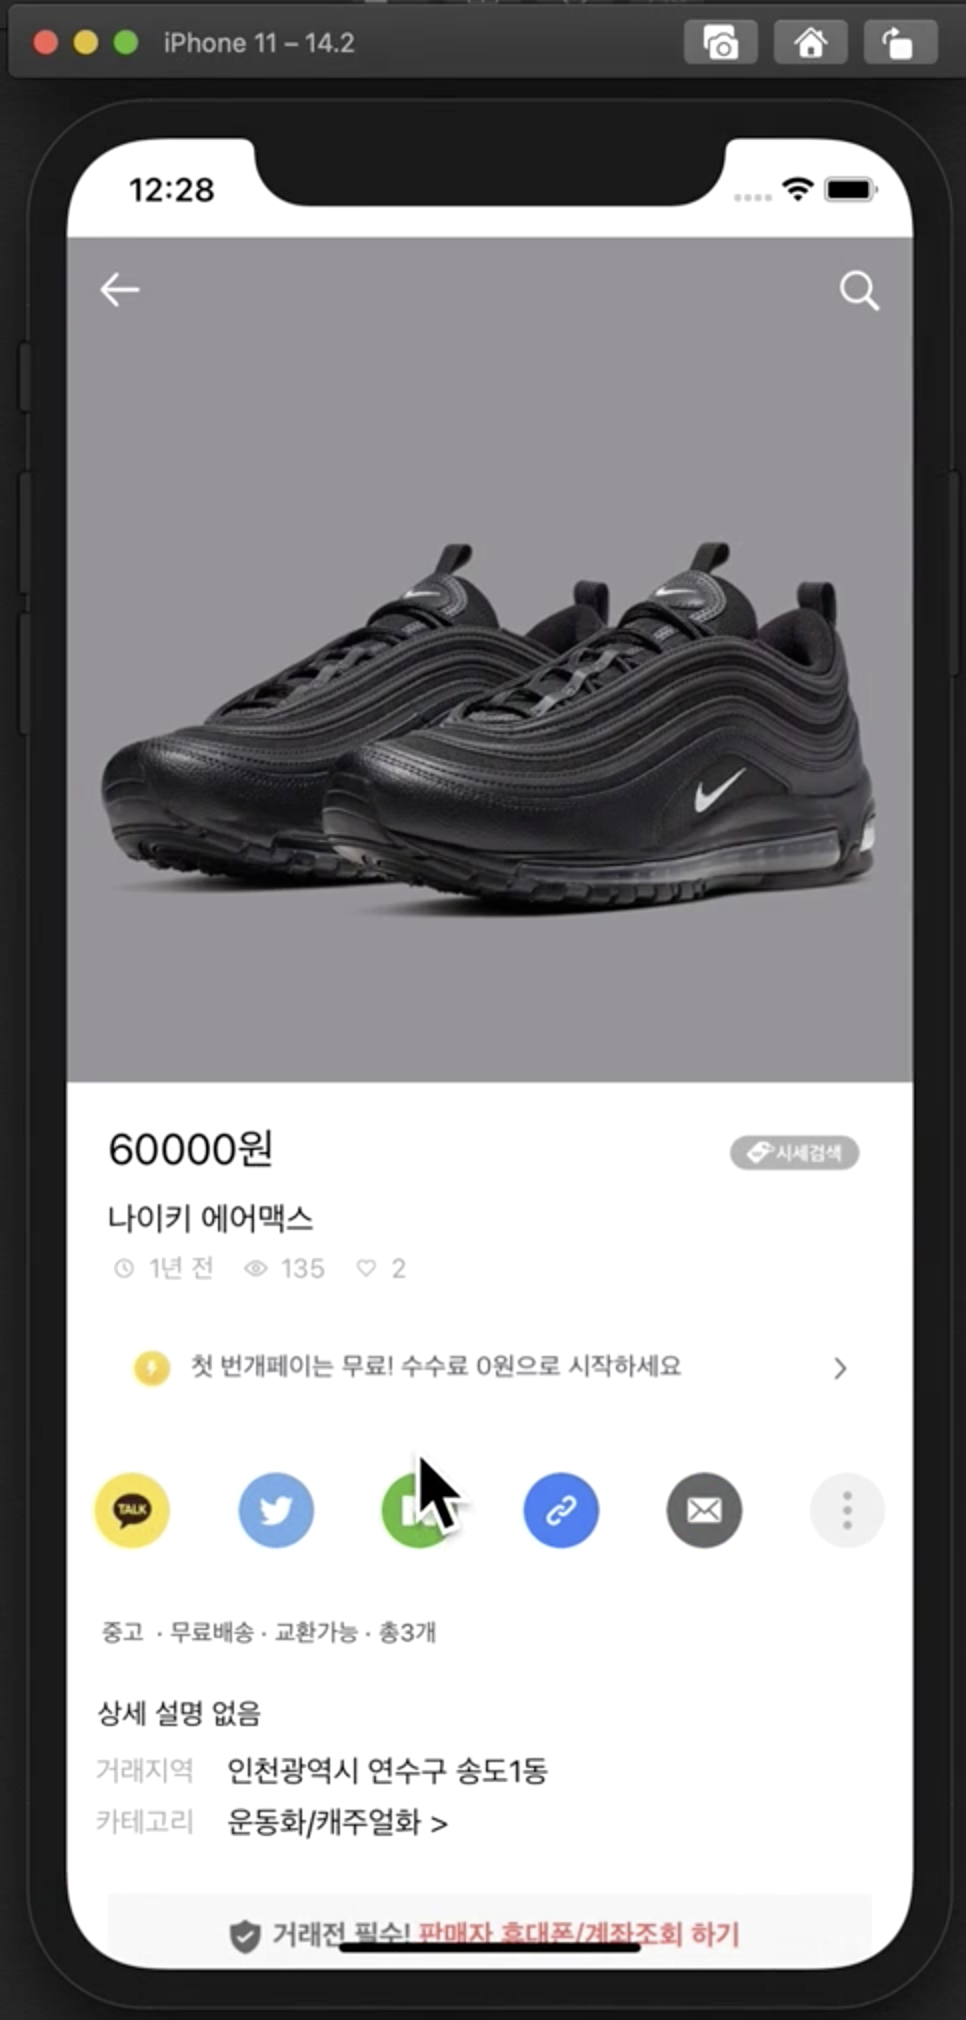 iPhone 11 – 14.2
12:28
60000원
시세검색
나이키 에어맥스
1년 전 135 2
첫 번개페이는 무료! 수수료 0원으로 시작하세요
TALK
중고 · 무료배송 · 교환가능 · 총3개
상세 설명 없음
거래지역 인천광역시 연수구 송도1동
카테고리 운동화/캐주얼화 >
거래전 필수! 판매자 휴대폰/계좌조회 하기